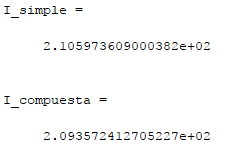 I_simple =
2.105973609000382e+02
I_compuesta =
2.093572412705227e+02